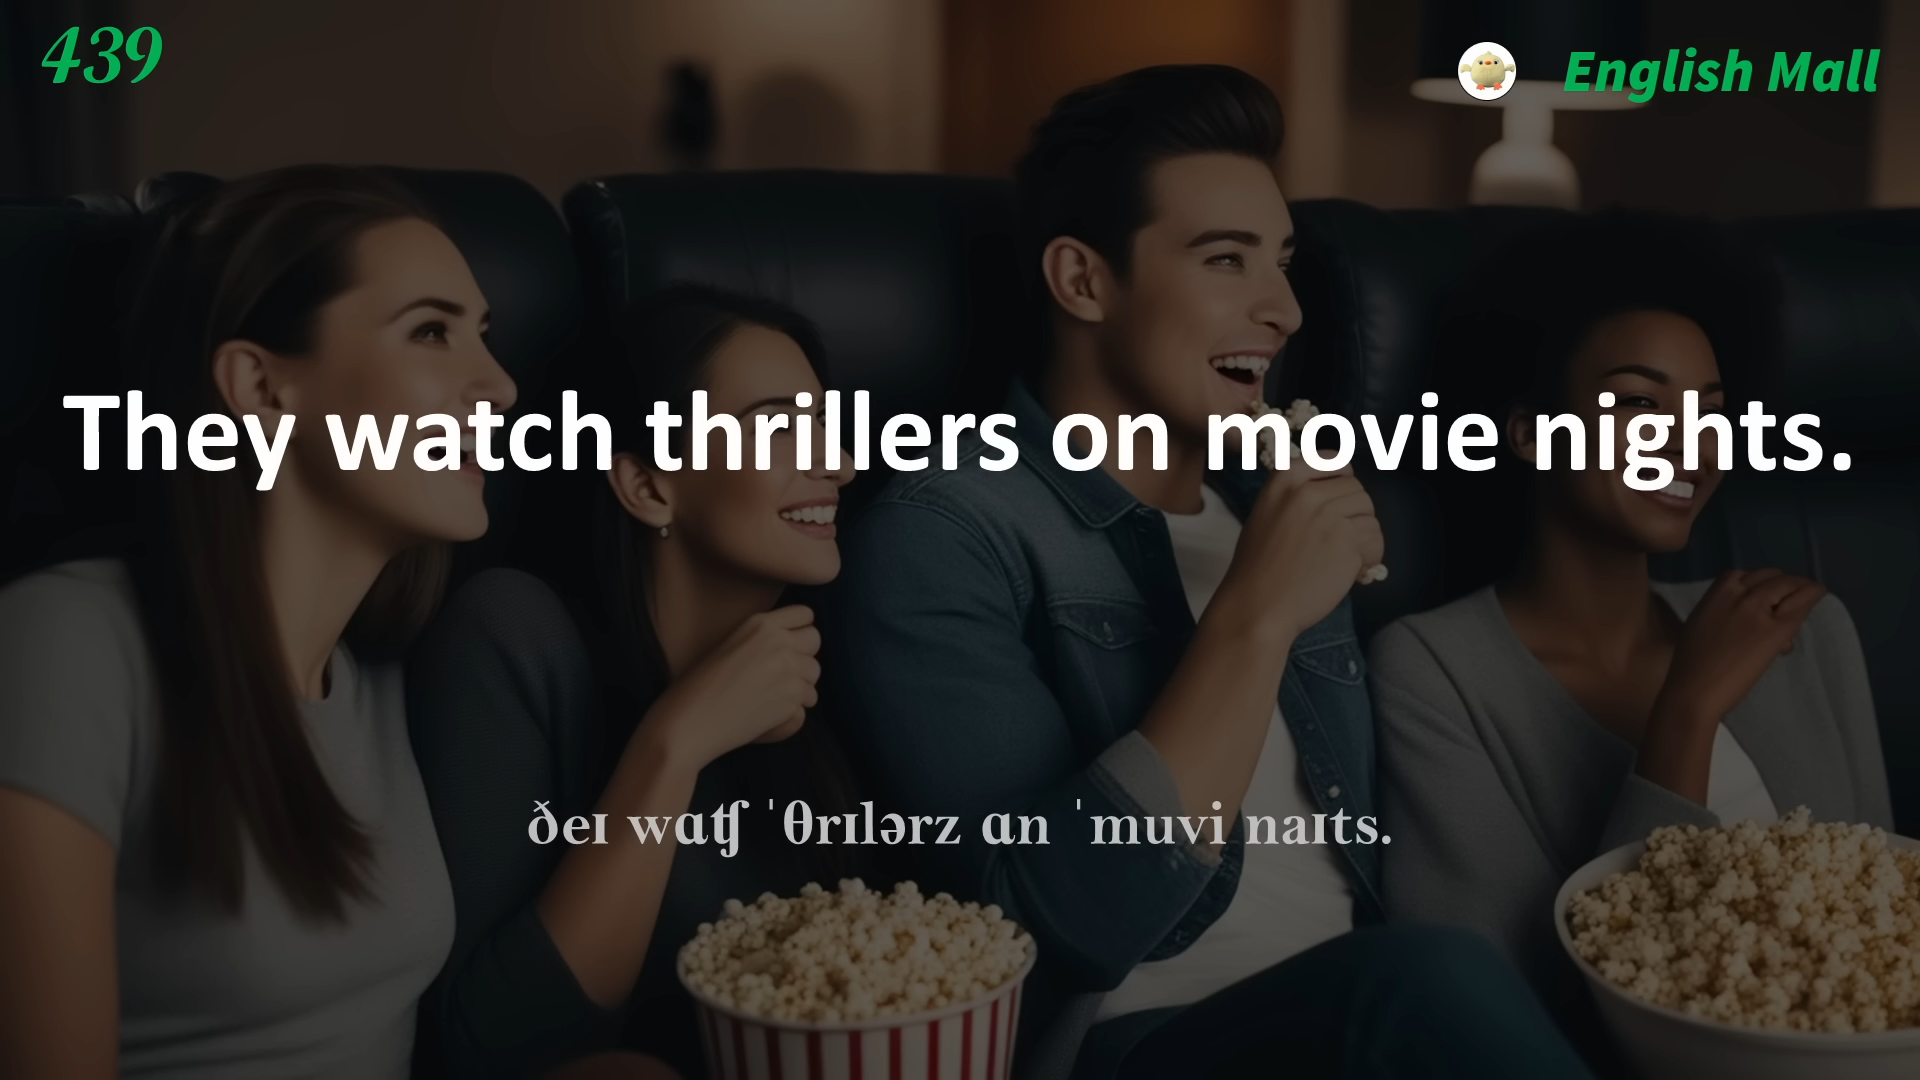 439
English Mall
They watch thrillers on movie nights.
ðeɪ wɑʧ ˈθrɪlərz ɑn ˈmuvi naɪts.